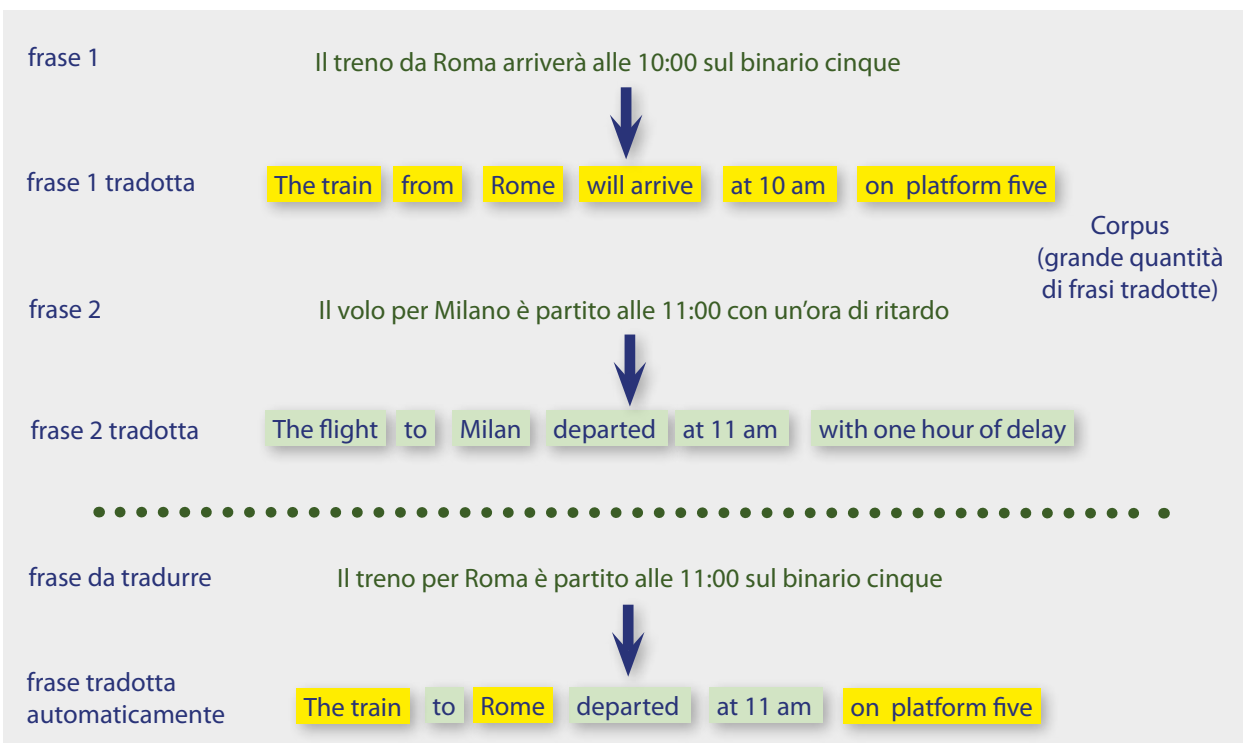 frase 1
Il treno da Roma arriverà alle 10:00 sul binario cinque
frase 1 tradotta
The train from Rome will arrive at 10 am on platform five
Corpus
(grande quantità
di frasi tradotte)
frase 2
Il volo per Milano è partito alle 11:00 con un'ora di ritardo
frase 2 tradotta
The flight to Milan departed at 11 am with one hour of delay
frase da tradurre
Il treno per Roma è partito alle 11:00 sul binario cinque
frase tradotta
automaticamente
The train to Rome departed at 11 am on platform five